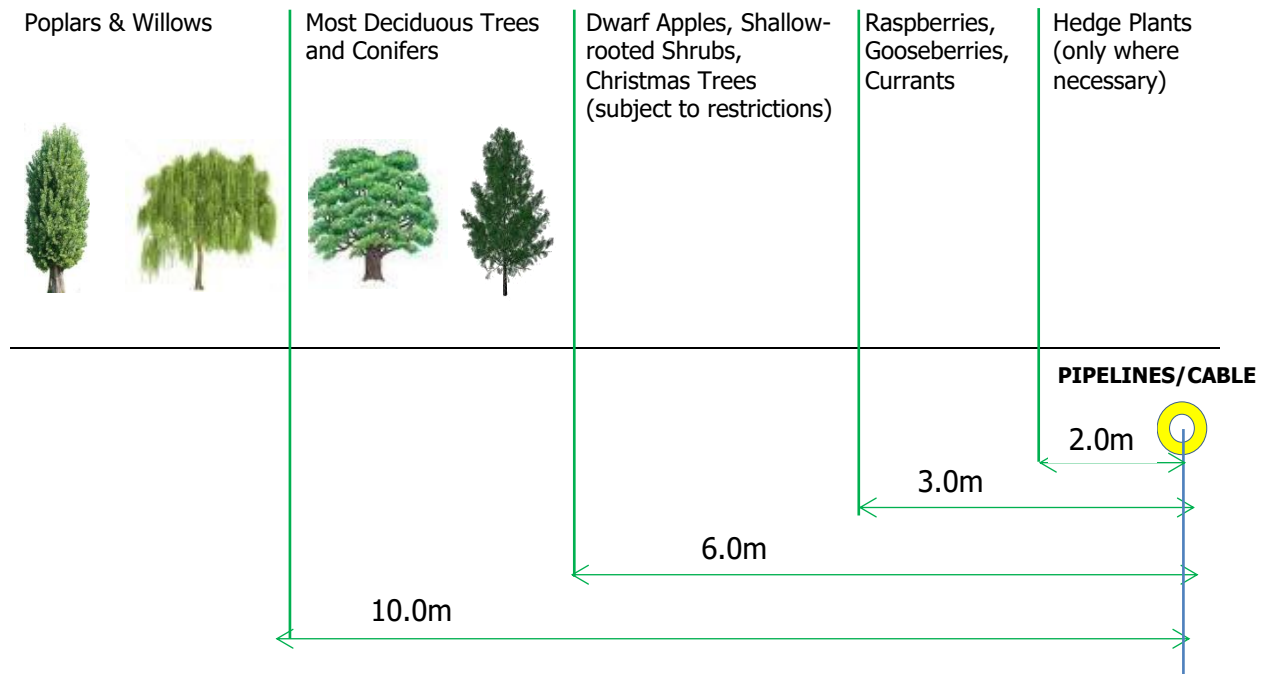 Poplars & Willows
Most Deciduous Trees
and Conifers
Dwarf Apples, Shallow-
rooted Shrubs,
Christmas Trees
(subject to restrictions)
Raspberries,
Gooseberries,
Currants
Hedge Plants
(only where
necessary)
PIPELINES/CABLE
2.0m
3.0m
6.0m
10.0m